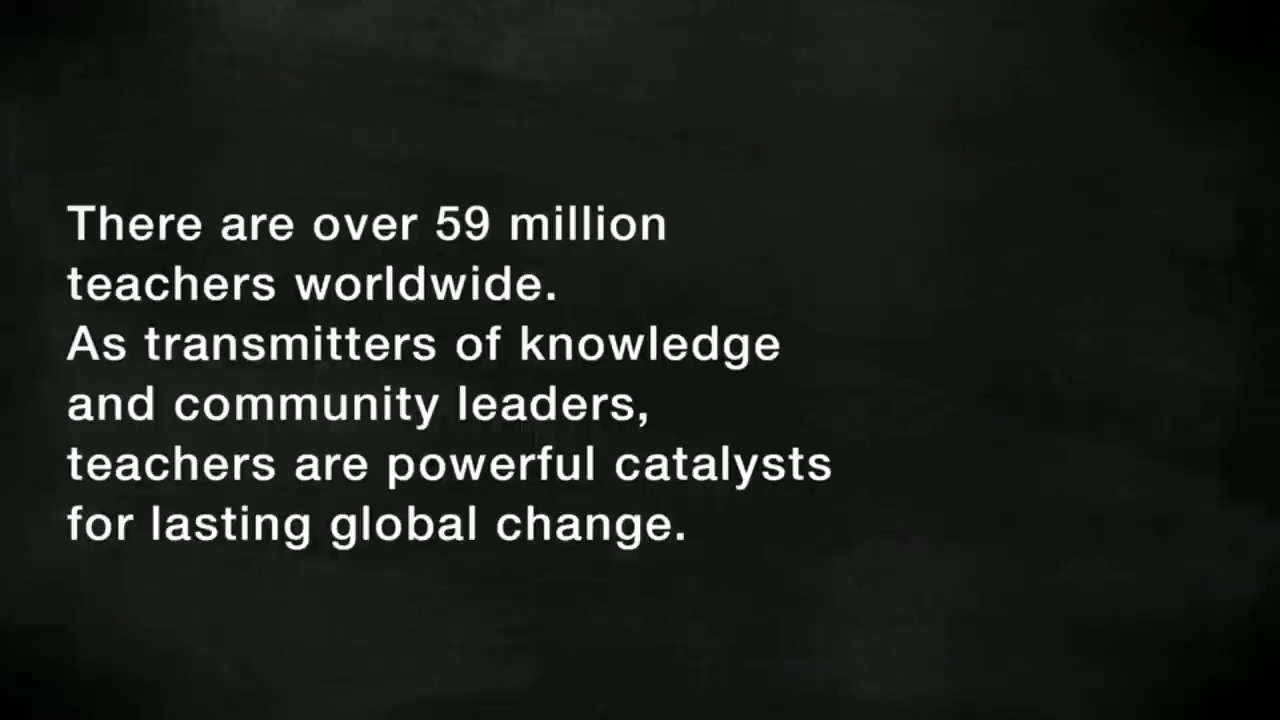 There are over 59 million
teachers worldwide.
As transmitters of knowledge
and community leaders,
teachers are powerful catalysts
for lasting global change.